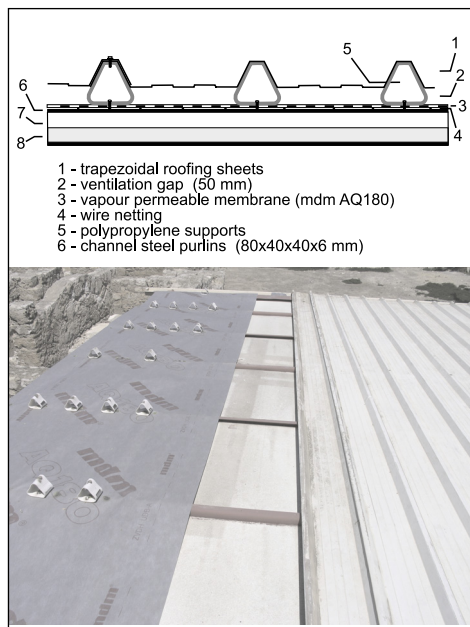 5
1
2
3
4
6
7
8
1 - trapezoidal roofing sheets
2 - ventilation gap (50 mm)
3 - vapour permeable membrane (mdm AQ180)
4 - wire netting
5 - polypropylene supports
6 - channel steel purlins (80x40x40x6 mm)
mdm
mdm
mdm
mdm